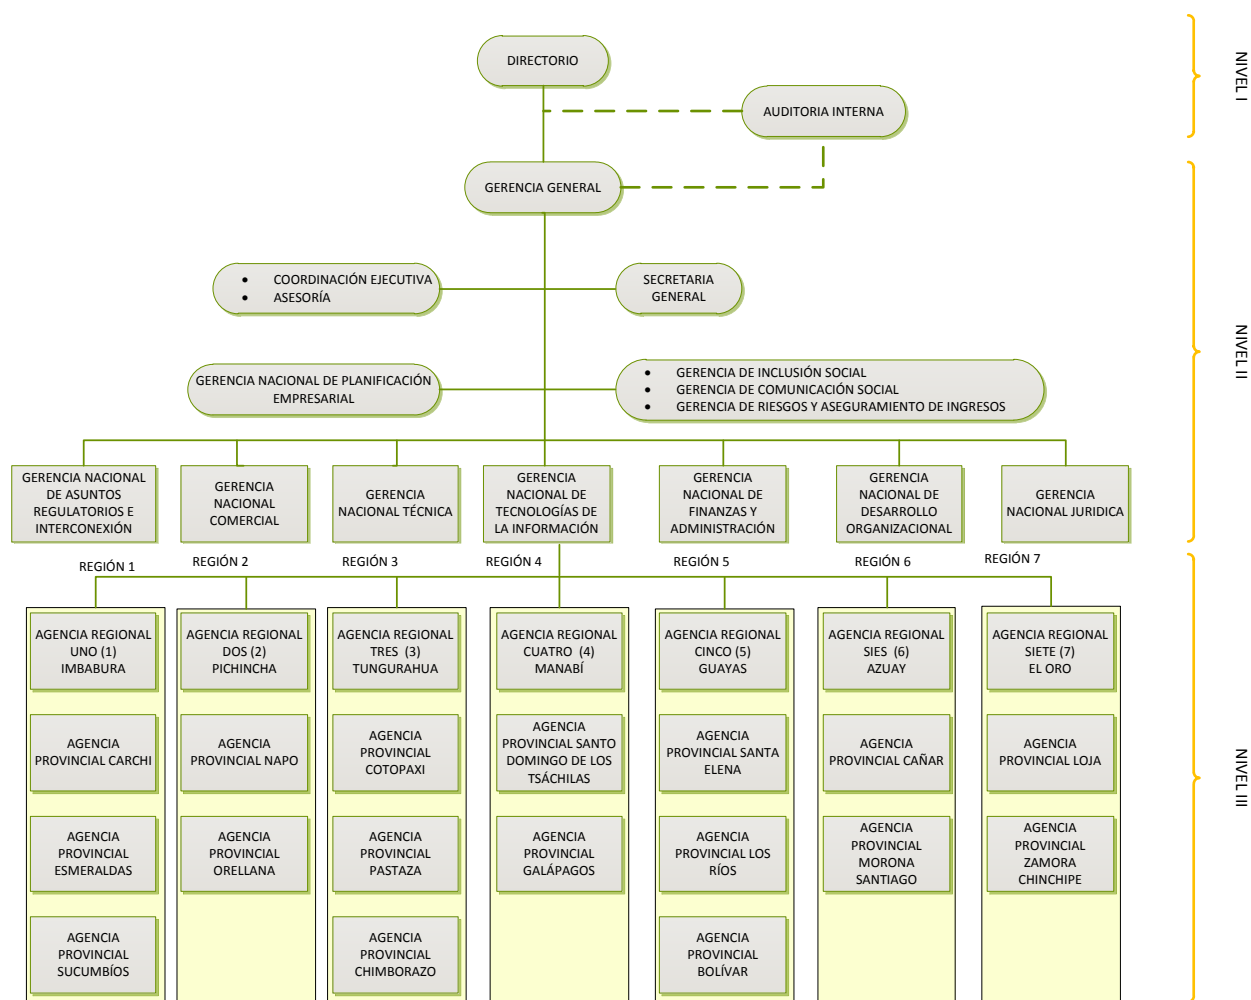 DIRECTORIO
AUDITORIA INTERNA
NIVEL I
GERENCIA GENERAL
• COORDINACIÓN EJECUTIVA
• ASESORÍA
SECRETARIA
GENERAL
GERENCIA NACIONAL DE PLANIFICACIÓN
EMPRESARIAL
• GERENCIA DE INCLUSIÓN SOCIAL
• GERENCIA DE COMUNICACIÓN SOCIAL
• GERENCIA DE RIESGOS Y ASEGURAMIENTO DE INGRESOS
NIVEL II
GERENCIA NACIONAL
DE ASUNTOS
REGULATORIOS E
INTERCONEXIÓN
GERENCIA
NACIONAL
COMERCIAL
GERENCIA
NACIONAL TÉCNICA
GERENCIA
NACIONAL DE
TECNOLOGÍAS DE
LA INFORMACIÓN
GERENCIA
NACIONAL DE
FINANZAS Y
ADMINISTRACIÓN
GERENCIA
NACIONAL DE
DESARROLLO
ORGANIZACIONAL
GERENCIA
NACIONAL JURIDICA
REGIÓN 1
REGIÓN 2
REGIÓN 3
REGIÓN 4
REGIÓN 5
REGIÓN 6
REGIÓN 7
AGENCIA REGIONAL
UNO (1)
IMBABURA
AGENCIA REGIONAL
DOS (2)
PICHINCHA
AGENCIA REGIONAL
TRES (3)
TUNGURAHUA
AGENCIA REGIONAL
CUATRO (4)
MANABÍ
AGENCIA REGIONAL
CINCO (5)
GUAYAS
AGENCIA REGIONAL
SIES (6)
AZUAY
AGENCIA REGIONAL
SIETE (7)
EL ORO
AGENCIA
PROVINCIAL CARCHI
AGENCIA
PROVINCIAL NAPO
AGENCIA
PROVINCIAL
COTOPAXI
AGENCIA
PROVINCIAL SANTO
DOMINGO DE LOS
TSÁCHILAS
AGENCIA
PROVINCIAL SANTA
ELENA
AGENCIA
PROVINCIAL CAÑAR
AGENCIA
PROVINCIAL LOJA
NIVEL III
AGENCIA
PROVINCIAL
ESMERALDAS
AGENCIA
PROVINCIAL
ORELLANA
AGENCIA
PROVINCIAL
PASTAZA
AGENCIA
PROVINCIAL
GALÁPAGOS
AGENCIA
PROVINCIAL LOS
RÍOS
AGENCIA
PROVINCIAL
MORONA
SANTIAGO
AGENCIA
PROVINCIAL
ZAMORA
CHINCHIPE
AGENCIA
PROVINCIAL
SUCUMBÍOS
AGENCIA
PROVINCIAL
CHIMBORAZO
AGENCIA
PROVINCIAL
BOLÍVAR